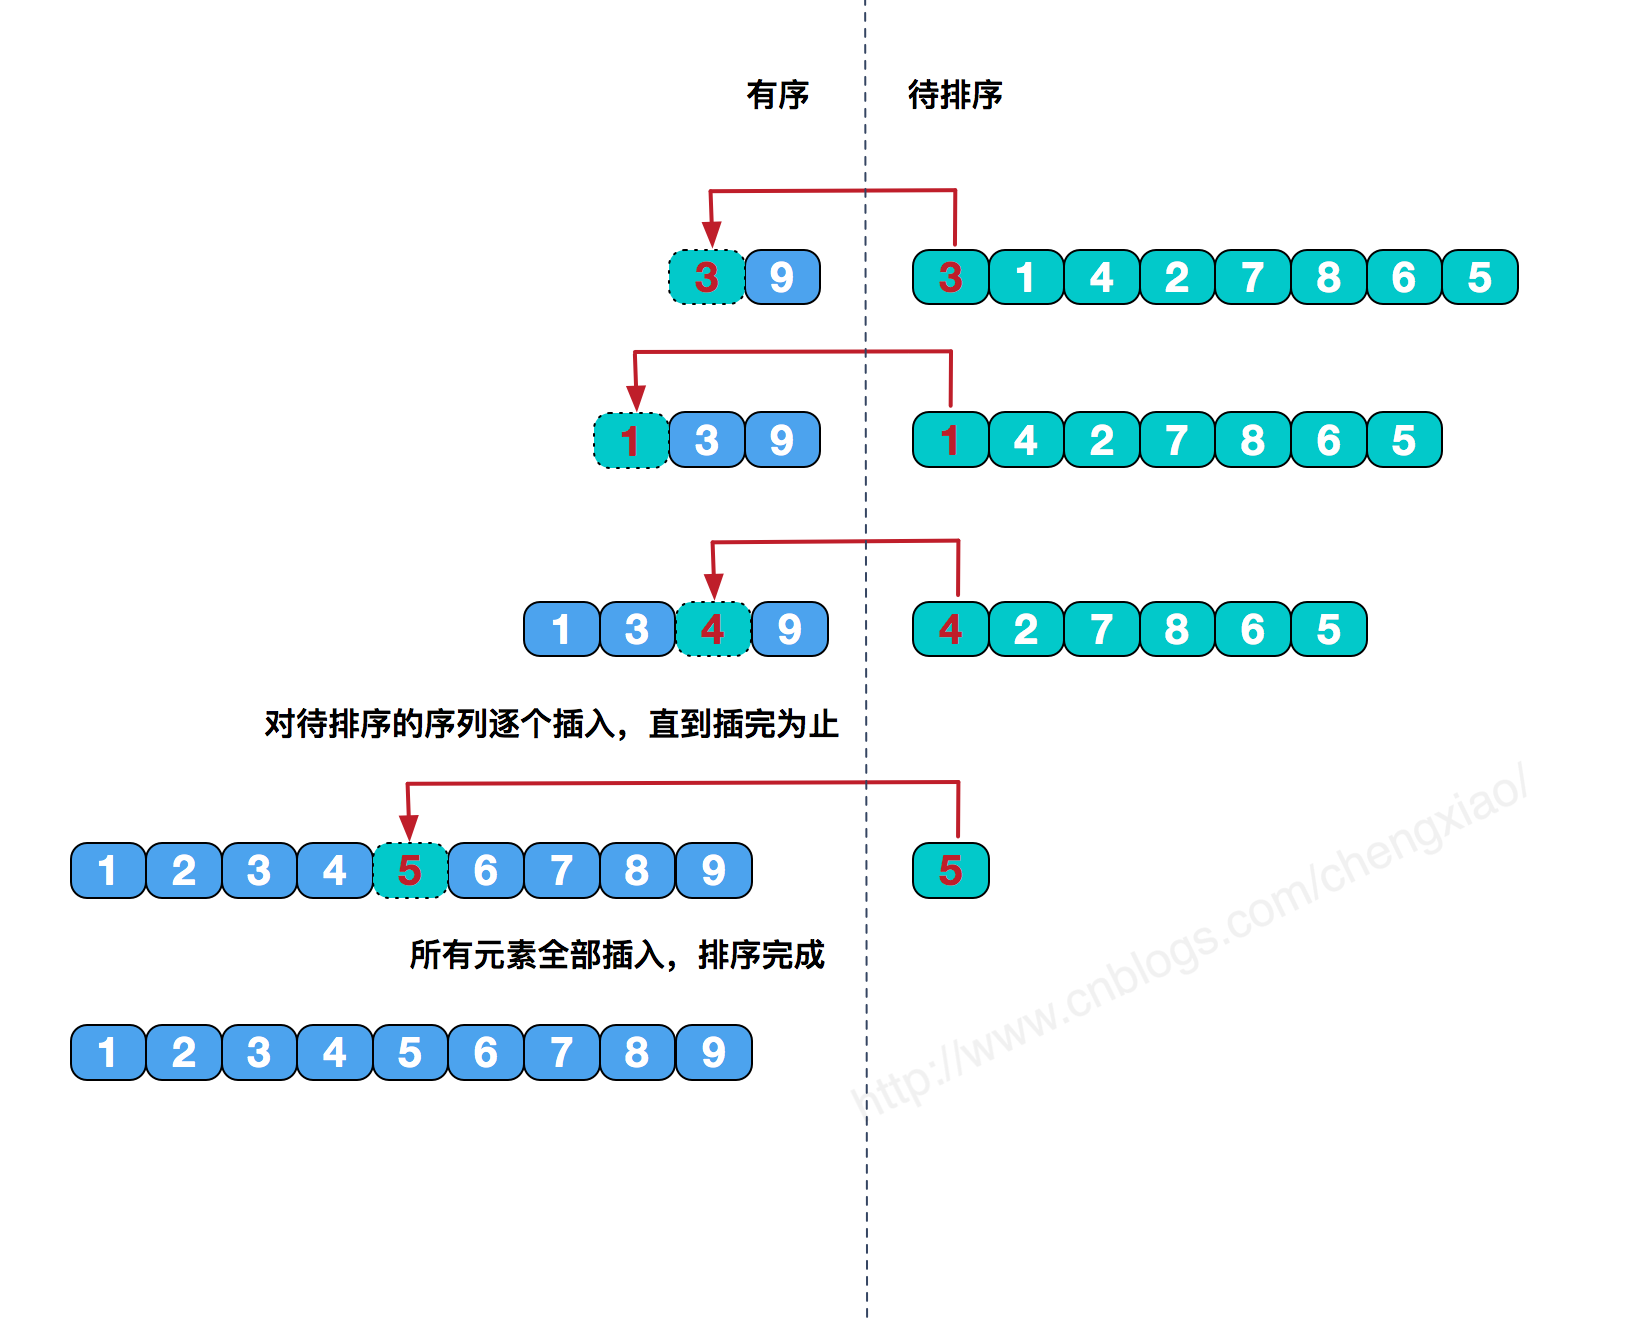 有序 待排序
3 9 3 1 4 2 7 8 6 5
1 3 9 1 4 2 7 8 6 5
1 3 4 9 4 2 7 8 6 5
对待排序的序列逐个插入，直到插完为止
1 2 3 4 5 6 7 8 9 5
所有元素全部插入，排序完成
1 2 3 4 5 6 7 8 9
http://www.cnblogs.com/chengxiao/